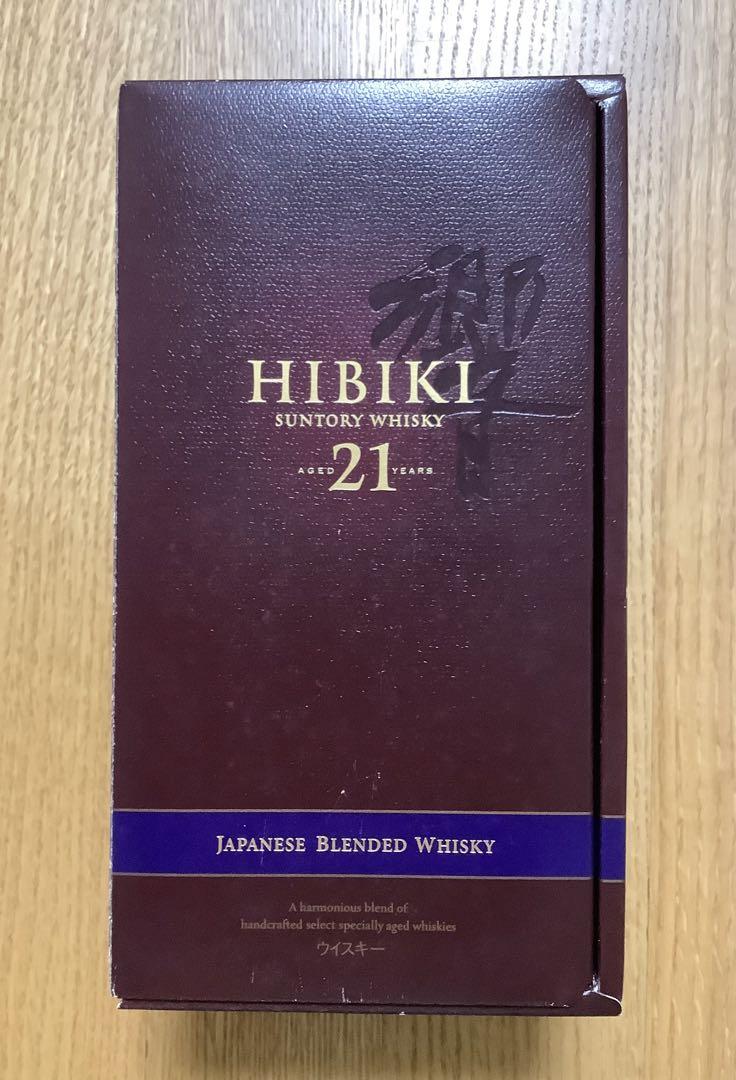 響
HIBIKI
SUNTORY WHISKY
AGED 21 YEARS
JAPANESE BLENDED WHISKY
A harmonious blend of
handcrafted select specially aged whiskies
ウイスキー